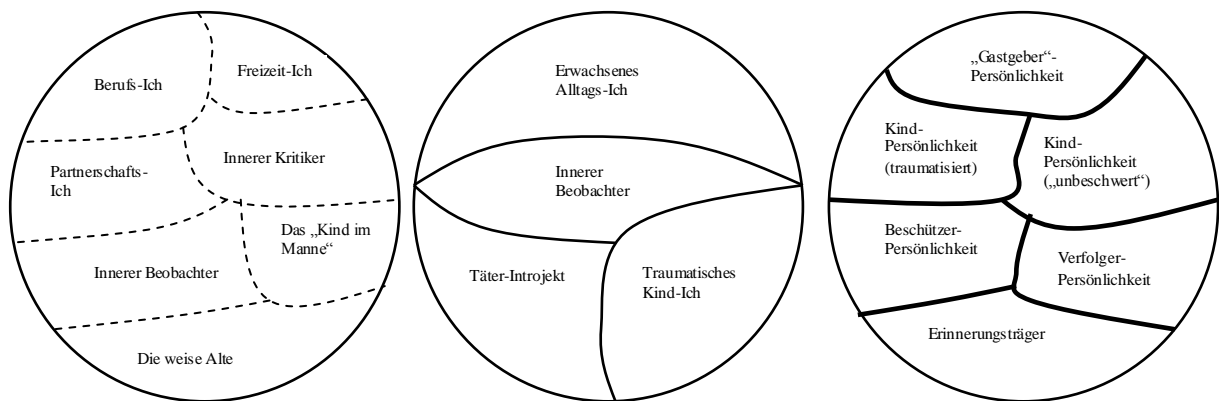 Berufs-Ich
Freizeit-Ich
Partnerschafts-
Ich
Innerer Kritiker
Das „Kind im
Manne“
Innerer Beobachter
Die weise Alte
Erwachsenes
Alltags-Ich
Innerer
Beobachter
Täter-Introjekt
Traumatisches
Kind-Ich
„Gastgeber“-
Persönlichkeit
Kind-
Persönlichkeit
(traumatisiert)
Kind-
Persönlichkeit
(„unbeschwert“)
Beschützer-
Persönlichkeit
Verfolger-
Persönlichkeit
Erinnerungsträger